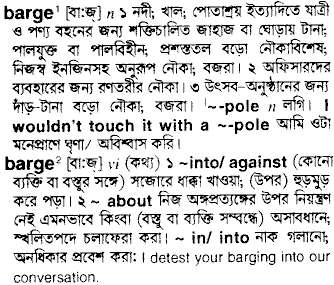 barge¹ [বা:জ্] n ১ নদী; খাল; পোতাশ্রয় ইত্যাদিতে যাত্রী
ও পণ্য বহনের জন্য শক্তিচালিত জাহাজ বা ঘোড়ায় টানা;
পালযুক্ত বা পালবিহীন; প্রশস্ততল বড়ো নৌকাবিশেষ;
নিজস্ব ইনজিনসহ অনুরূপ নৌকা; বজরা। ২ অফিসারদের
ব্যবহারের জন্য রণতরীর নৌকা। ৩ উৎসব-অনুষ্ঠানের জন্য
দাঁড়-টানা বড়ো নৌকা; বজরা। '~-pole n লগি। I
wouldn't touch it with a ~-pole আমি ওটা
মনেপ্রাণে ঘৃণা/ অবিশ্বাস করি।
barge² [বা:জ্] vi (কথ্য) ১ ~into/ against (কোনো
ব্যক্তি বা বস্তুর সঙ্গে) সজোরে ধাক্কা খাওয়া; (উপর) হুড়মুড়
করে পড়া। ২ ~ about নিজ অঙ্গপ্রত্যঙ্গের উপর নিয়ন্ত্রণ
নেই এমনভাবে কিংবা (বস্তু বা ব্যক্তি সম্বন্ধে) অসাবধানে;
স্খলিতপদে চলাফেরা করা। ~ in/ into নাক গলানো;
অনধিকার প্রবেশ করা: I detest your barging into our
conversation.